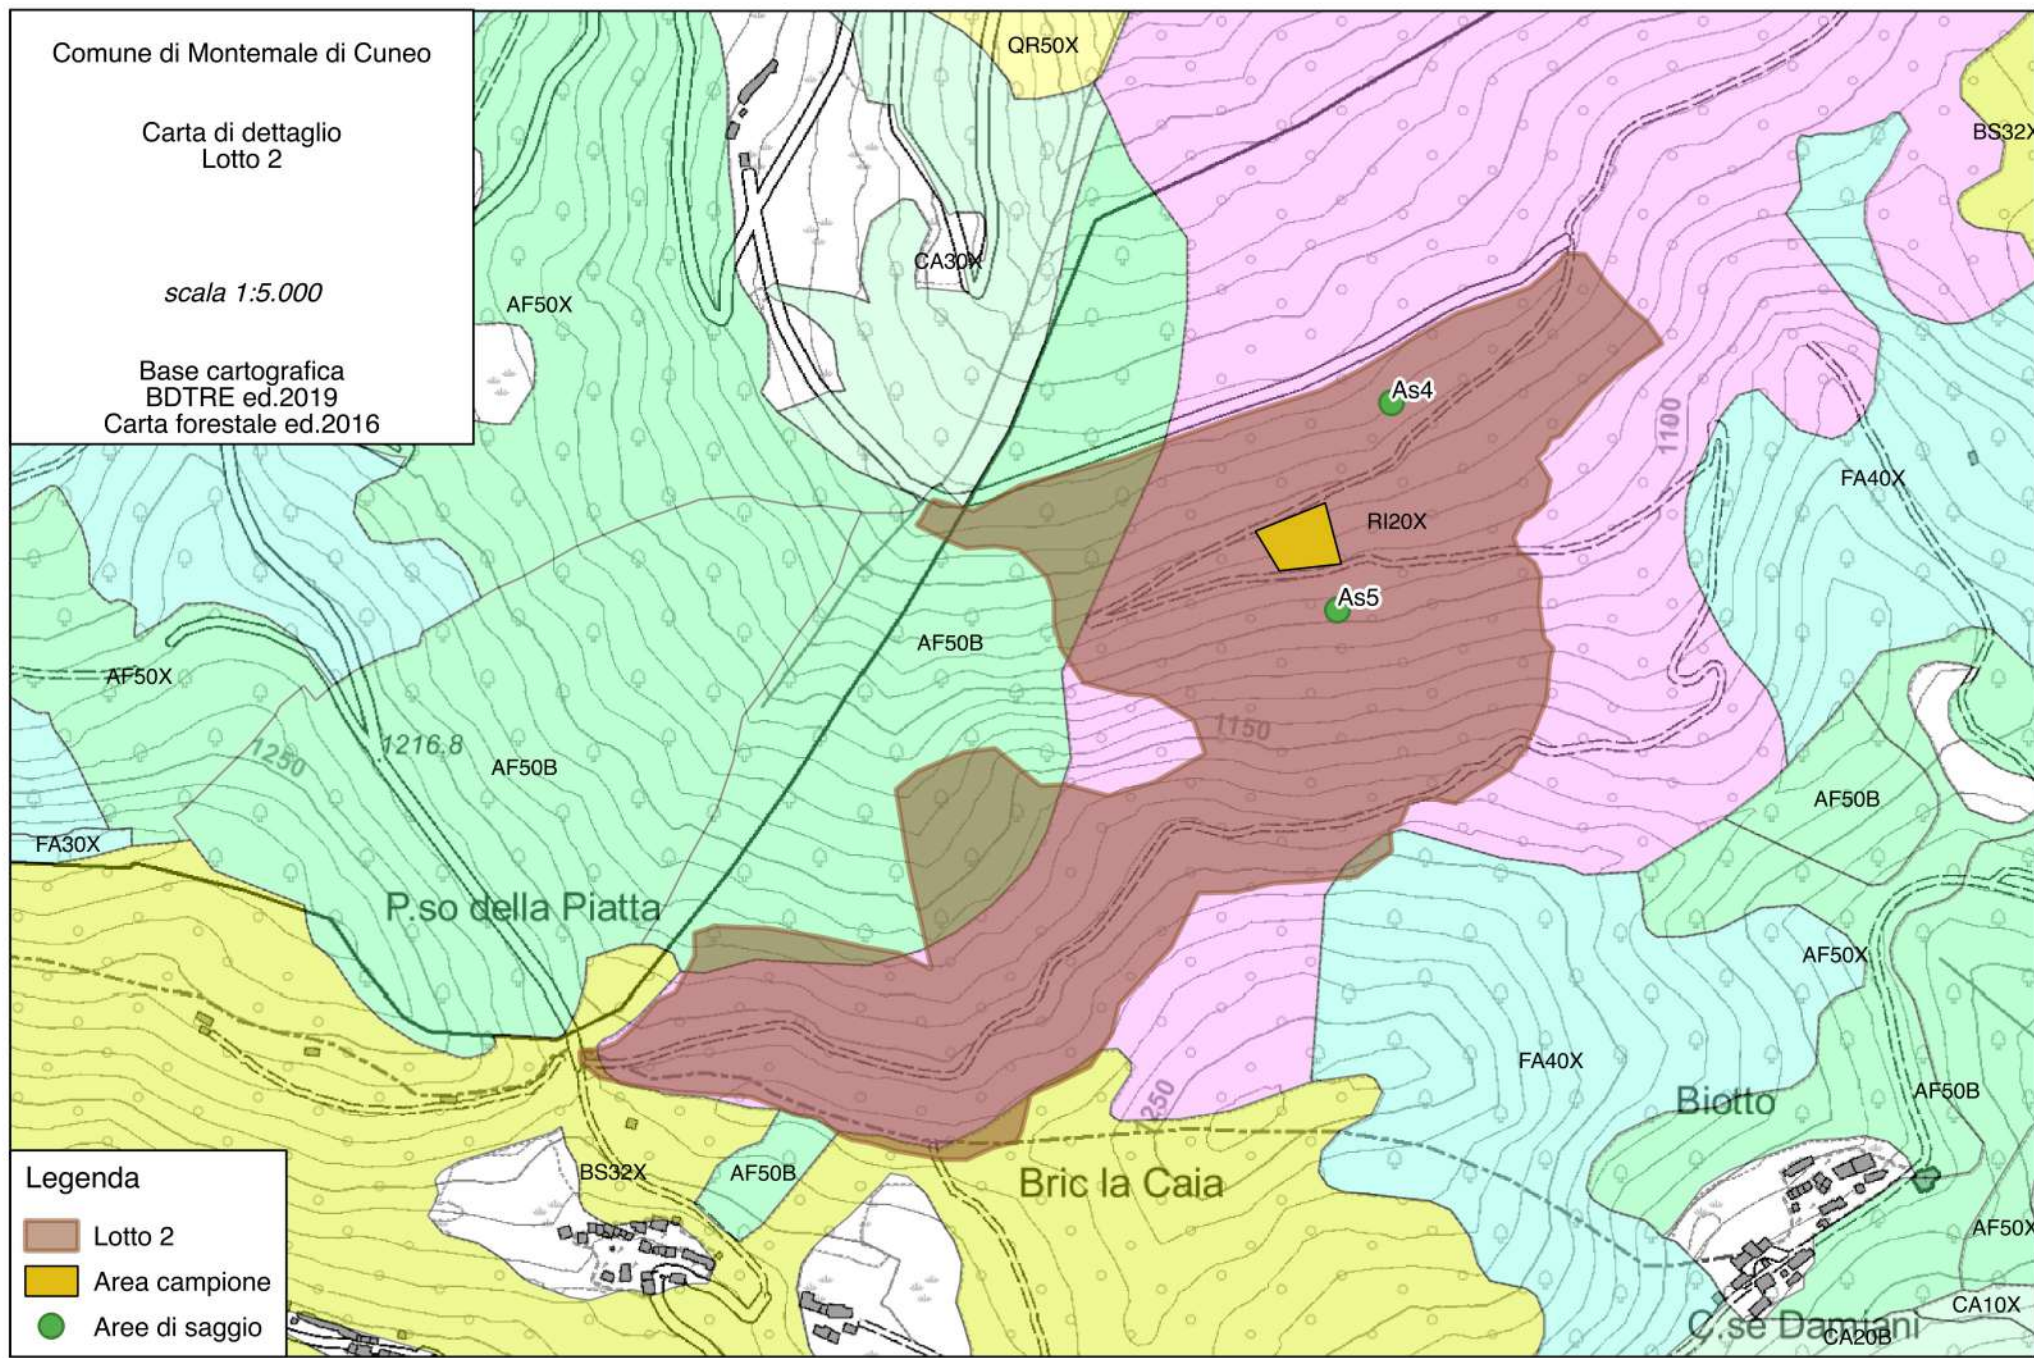 Comune di Montemale di Cuneo
Carta di dettaglio
Lotto 2
scala 1:5.000
Base cartografica
BDTRE ed.2019
Carta forestale ed.2016
QR50X
BS32X
CA30X
AF50X
As4
1100
FA40X
RI20X
As5
AF50B
AF50X
1150
1250
1216,8
AF50B
AF50B
FA30X
P.so della Piatta
AF50X
FA40X
AF50B
Biotto
1250
BS32X
AF50B
Bric la Caia
AF50X
CA10X
C.se Damiani
CA20B
Legenda
Lotto 2
Area campione
Aree di saggio